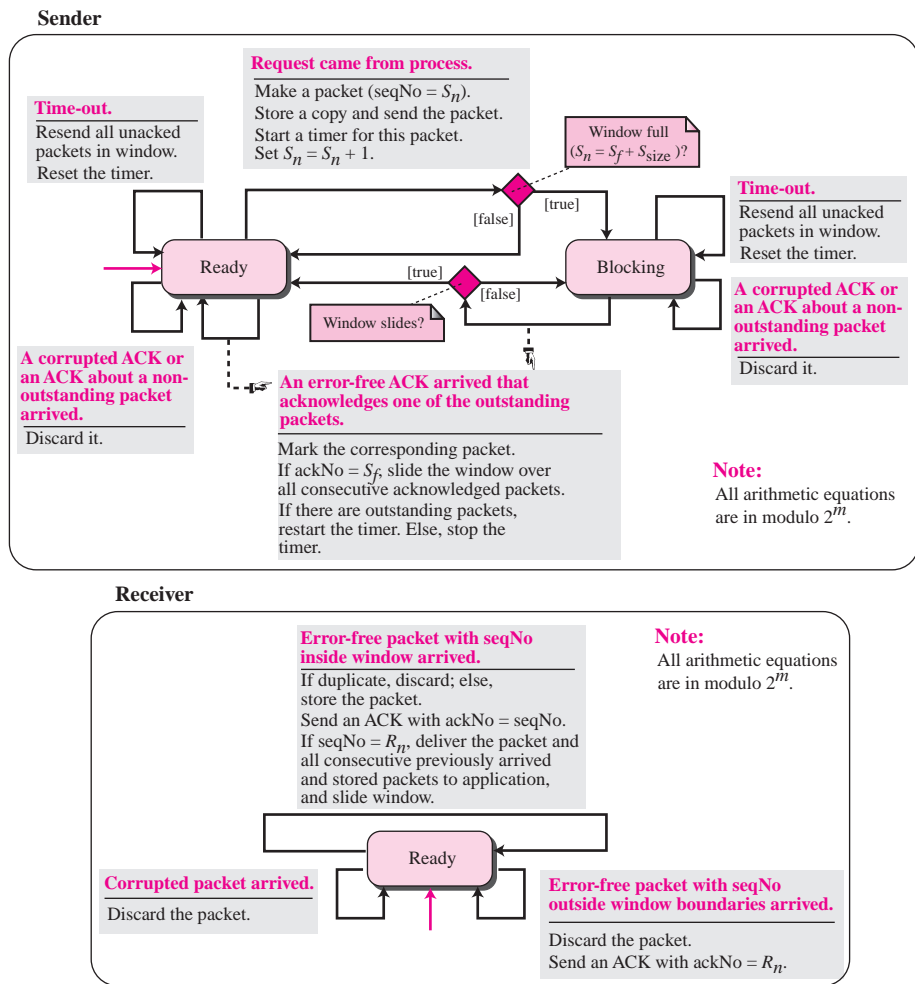 Sender
Request came from process.
Make a packet (seqNo = Sn).
Store a copy and send the packet.
Start a timer for this packet.
Set Sn = Sn + 1.
Time-out.
Resend all unacked
packets in window.
Reset the timer.
Window full
(Sn = Sf + Ssize )?
[false]
[true]
Time-out.
Resend all unacked
packets in window.
Reset the timer.
Ready
[true]
[false]
Blocking
Window slides?
A corrupted ACK or
an ACK about a non-
outstanding packet
arrived.
Discard it.
A corrupted ACK or
an ACK about a non-
outstanding packet
arrived.
Discard it.
An error-free ACK arrived that
acknowledges one of the outstanding
packets.
Mark the corresponding packet.
If ackNo = Sf, slide the window over
all consecutive acknowledged packets.
If there are outstanding packets,
restart the timer. Else, stop the
timer.
Note:
All arithmetic equations
are in modulo 2^m.
Receiver
Error-free packet with seqNo
inside window arrived.
If duplicate, discard; else,
store the packet.
Send an ACK with ackNo = seqNo.
If seqNo = Rn, deliver the packet and
all consecutive previously arrived
and stored packets to application,
and slide window.
Note:
All arithmetic equations
are in modulo 2^m.
Ready
Corrupted packet arrived.
Discard the packet.
Error-free packet with seqNo
outside window boundaries arrived.
Discard the packet.
Send an ACK with ackNo = Rn.